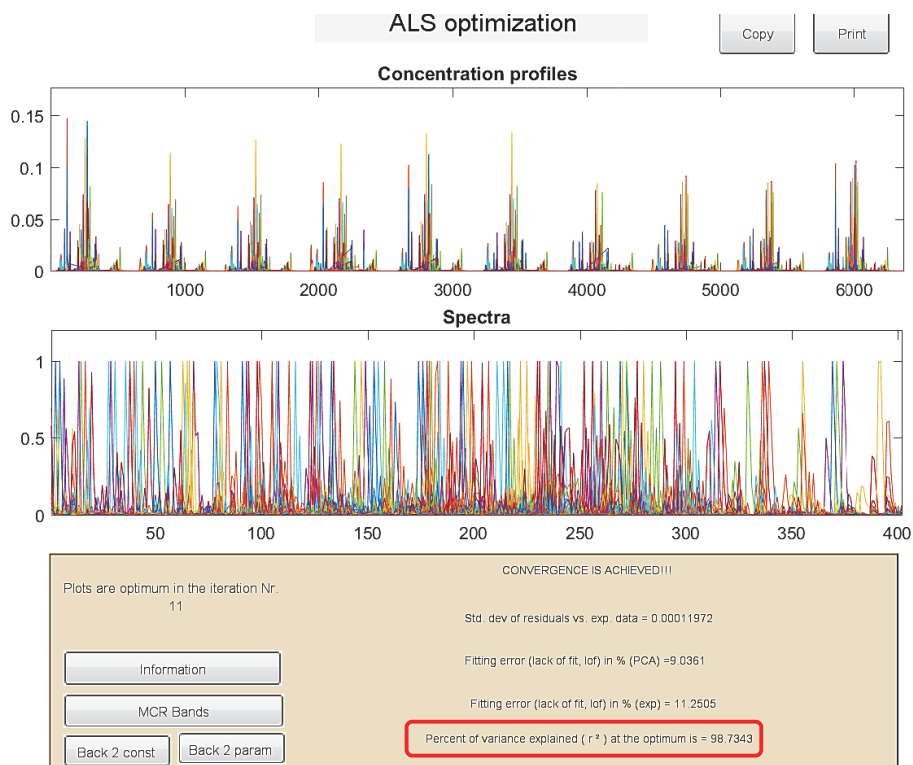 ALS optimization
Copy
Print
Concentration profiles
0.15
0.1
0.05
0
1000 2000 3000 4000 5000 6000
Spectra
1
0.5
0
50 100 150 200 250 300 350 400
Plots are optimum in the iteration Nr.
11
Information
MCR Bands
Back 2 const
Back 2 param
CONVERGENCE IS ACHIEVED!!!
Std. dev of residuals vs. exp. data = 0.00011972
Fitting error (lack of fit, lof) in % (PCA) =9.0361
Fitting error (lack of fit, lof) in % (exp) = 11.2505
Percent of variance explained ( r ² ) at the optimum is = 98.7343